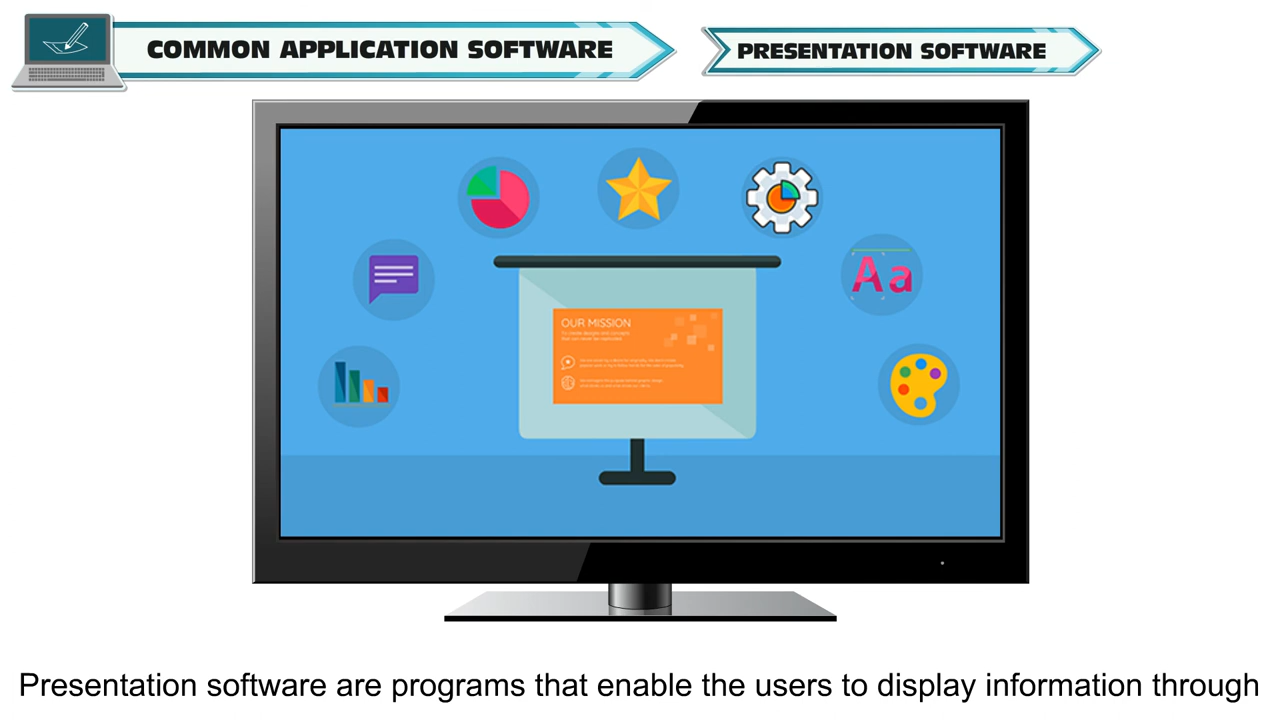 COMMON APPLICATION SOFTWARE
PRESENTATION SOFTWARE
Aa
OUR MISSION
Presentation software are programs that enable the users to display information through